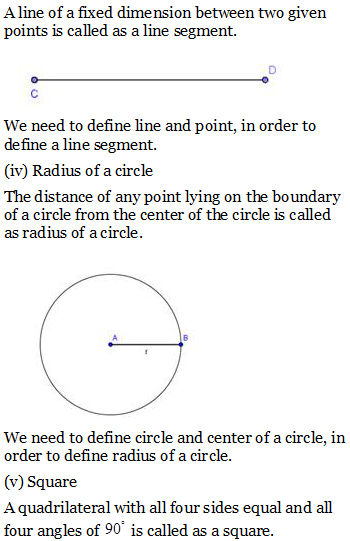 A line of a fixed dimension between two given
points is called as a line segment.
D
C
We need to define line and point, in order to
define a line segment.
(iv) Radius of a circle
The distance of any point lying on the boundary
of a circle from the center of the circle is called
as radius of a circle.
A
B
r
We need to define circle and center of a circle, in
order to define radius of a circle.
(v) Square
A quadrilateral with all four sides equal and all
four angles of 90° is called as a square.